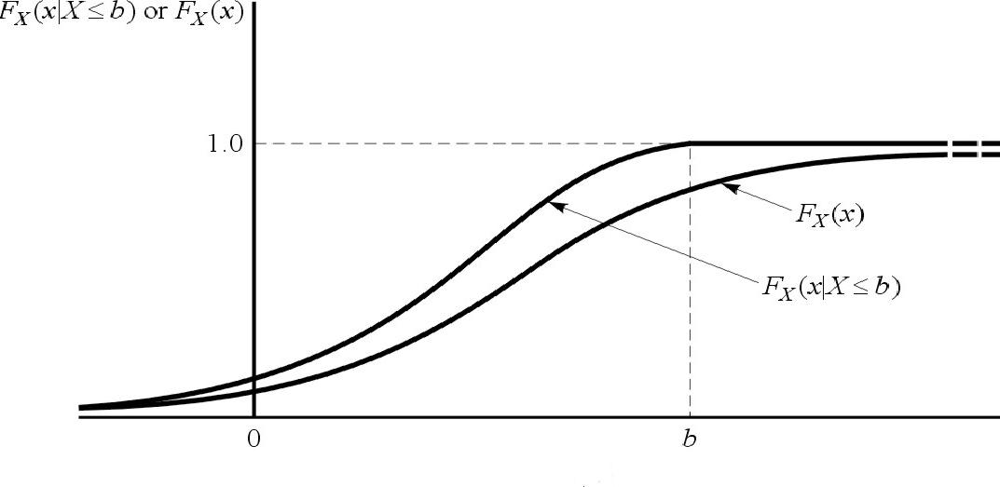 F_X(x|X ≤ b) or F_X(x)
1.0
F_X(x)
F_X(x|X ≤ b)
0
b